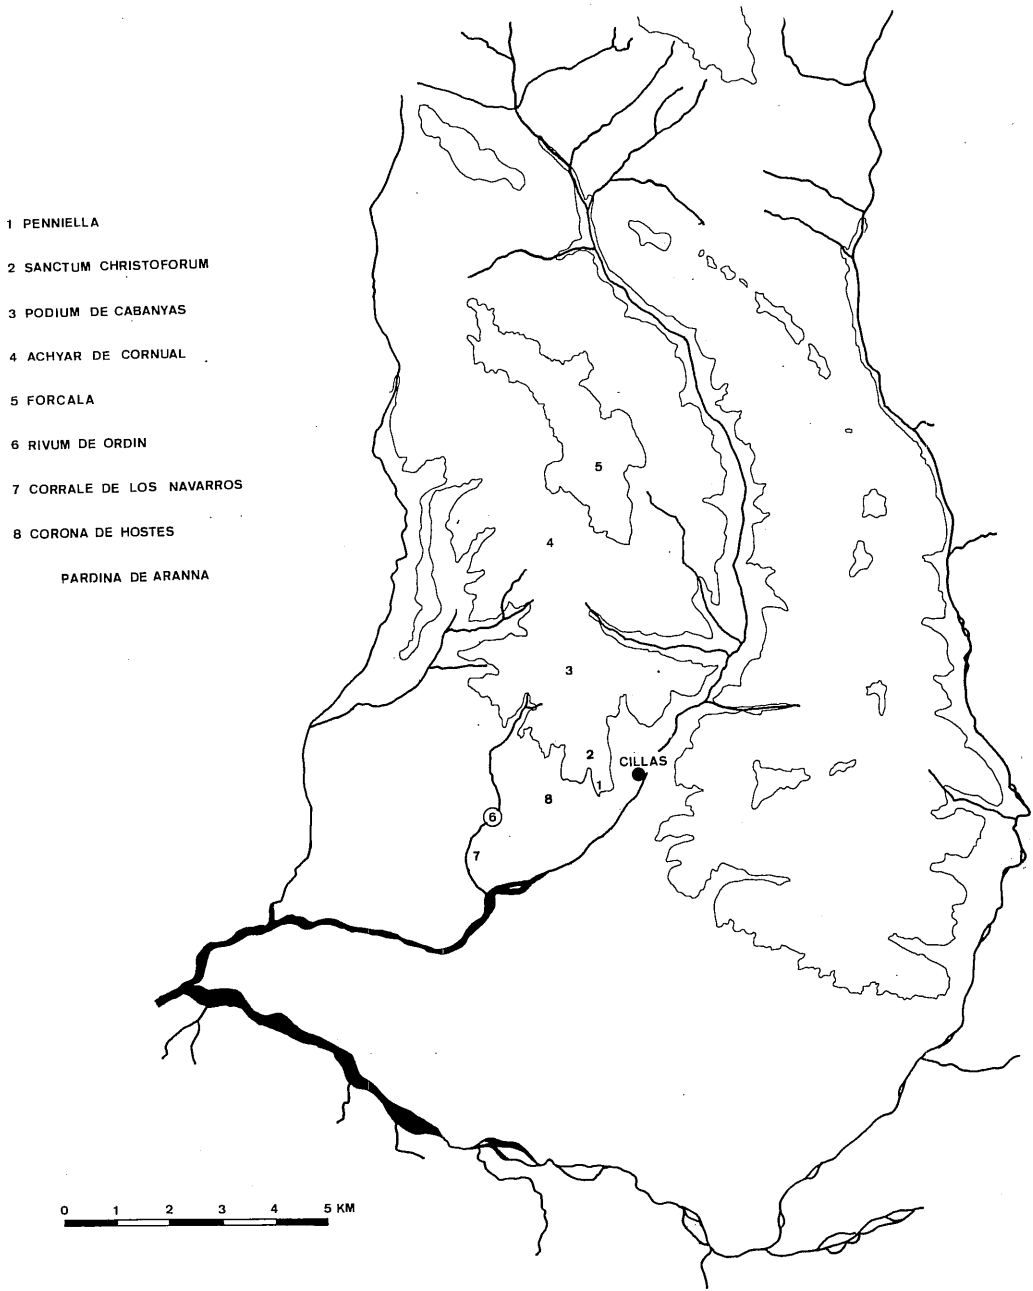 1 PENNIELLA
2 SANCTUM CHRISTOFORUM
3 PODIUM DE CABANYAS
4 ACHYAR DE CORNUAL
5 FORCALA
6 RIVUM DE ORDIN
7 CORRALE DE LOS NAVARROS
8 CORONA DE HOSTES
PARDINA DE ARANNA
5
4
3
2
CILLAS
1
8
6
7
0 1 2 3 4 5 KM